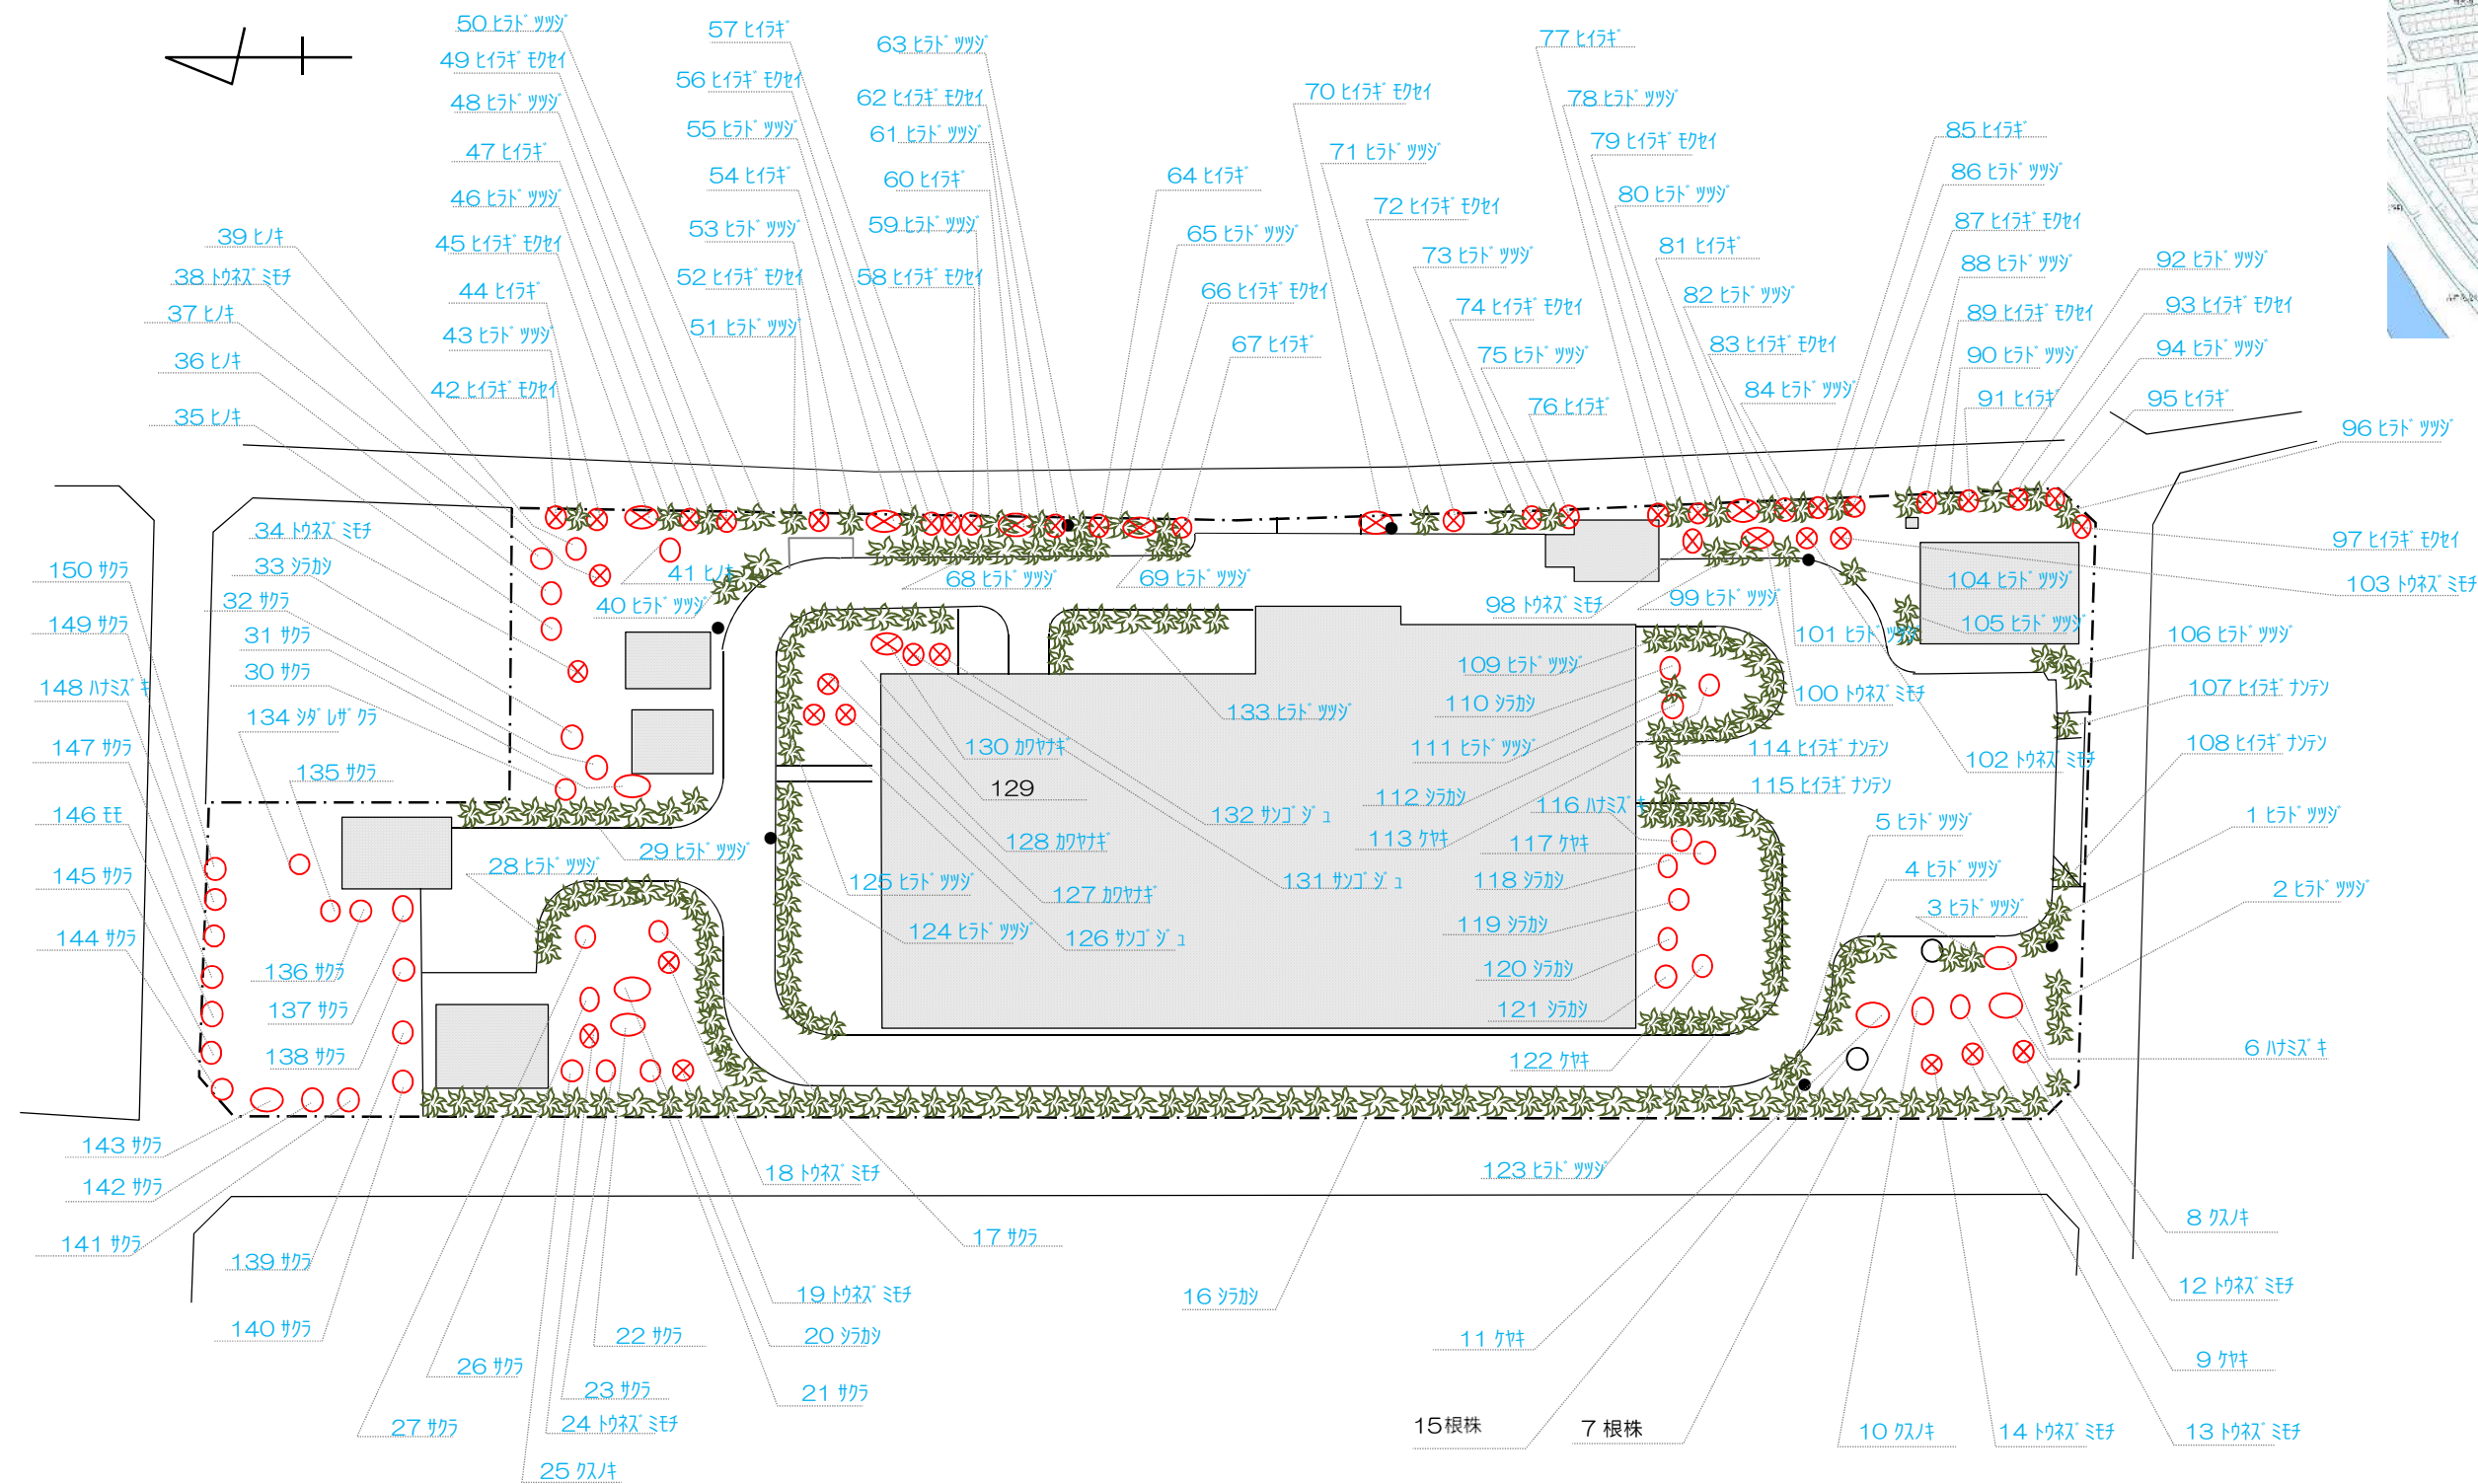 50 ﾋﾗﾄﾞﾂﾂｼﾞ
49 ﾋｲﾗｷﾞﾓｸｾｲ
48 ﾋﾗﾄﾞﾂﾂｼﾞ
47 ﾋｲﾗｷﾞ
46 ﾋﾗﾄﾞﾂﾂｼﾞ
45 ﾋｲﾗｷﾞﾓｸｾｲ
44 ﾋｲﾗｷﾞ
43 ﾋﾗﾄﾞﾂﾂｼﾞ
42 ﾋｲﾗｷﾞﾓｸｾｲ
57 ﾋｲﾗｷﾞ
56 ﾋｲﾗｷﾞﾓｸｾｲ
55 ﾋﾗﾄﾞﾂﾂｼﾞ
54 ﾋｲﾗｷﾞ
53 ﾋﾗﾄﾞﾂﾂｼﾞ
52 ﾋｲﾗｷﾞﾓｸｾｲ
51 ﾋﾗﾄﾞﾂﾂｼﾞ
63 ﾋﾗﾄﾞﾂﾂｼﾞ
62 ﾋｲﾗｷﾞﾓｸｾｲ
61 ﾋﾗﾄﾞﾂﾂｼﾞ
60 ﾋｲﾗｷﾞ
59 ﾋﾗﾄﾞﾂﾂｼﾞ
58 ﾋｲﾗｷﾞﾓｸｾｲ
64 ﾋｲﾗｷﾞ
65 ﾋﾗﾄﾞﾂﾂｼﾞ
66 ﾋｲﾗｷﾞﾓｸｾｲ
67 ﾋｲﾗｷﾞ
70 ﾋｲﾗｷﾞﾓｸｾｲ
71 ﾋﾗﾄﾞﾂﾂｼﾞ
72 ﾋｲﾗｷﾞﾓｸｾｲ
73 ﾋﾗﾄﾞﾂﾂｼﾞ
74 ﾋｲﾗｷﾞﾓｸｾｲ
75 ﾋﾗﾄﾞﾂﾂｼﾞ
76 ﾋｲﾗｷﾞ
77 ﾋｲﾗｷﾞ
78 ﾋﾗﾄﾞﾂﾂｼﾞ
79 ﾋｲﾗｷﾞﾓｸｾｲ
80 ﾋﾗﾄﾞﾂﾂｼﾞ
81 ﾋｲﾗｷﾞ
82 ﾋﾗﾄﾞﾂﾂｼﾞ
83 ﾋｲﾗｷﾞﾓｸｾｲ
84 ﾋﾗﾄﾞﾂﾂｼﾞ
85 ﾋｲﾗｷﾞ
86 ﾋﾗﾄﾞﾂﾂｼﾞ
87 ﾋｲﾗｷﾞﾓｸｾｲ
88 ﾋﾗﾄﾞﾂﾂｼﾞ
89 ﾋｲﾗｷﾞﾓｸｾｲ
90 ﾋﾗﾄﾞﾂﾂｼﾞ
91 ﾋｲﾗｷﾞ
92 ﾋﾗﾄﾞﾂﾂｼﾞ
93 ﾋｲﾗｷﾞﾓｸｾｲ
94 ﾋﾗﾄﾞﾂﾂｼﾞ
95 ﾋｲﾗｷﾞ
96 ﾋﾗﾄﾞﾂﾂｼﾞ
97 ﾋｲﾗｷﾞﾓｸｾｲ
39 ﾋﾉｷ
38 ﾄｳﾈｽﾞﾐﾓﾁ
37 ﾋﾉｷ
36 ﾋﾉｷ
35 ﾋﾉｷ
34 ﾄｳﾈｽﾞﾐﾓﾁ
33 ｼﾗｶｼ
32 ｻｸﾗ
31 ｻｸﾗ
30 ｻｸﾗ
150 ｻｸﾗ
149 ｻｸﾗ
148 ﾊﾅﾐｽﾞｷ
134 ｼﾀﾞﾚｻﾞｸﾗ
147 ｻｸﾗ
135 ｻｸﾗ
146 ﾓﾓ
145 ｻｸﾗ
144 ｻｸﾗ
41 ﾋﾉｷ
40 ﾋﾗﾄﾞﾂﾂｼﾞ
68 ﾋﾗﾄﾞﾂﾂｼﾞ
69 ﾋﾗﾄﾞﾂﾂｼﾞ
98 ﾄｳﾈｽﾞﾐﾓﾁ
99 ﾋﾗﾄﾞﾂﾂｼﾞ
104 ﾋﾗﾄﾞﾂﾂｼﾞ
103 ﾄｳﾈｽﾞﾐﾓﾁ
101 ﾋﾗﾄﾞﾂﾂｼﾞ
105 ﾋﾗﾄﾞﾂﾂｼﾞ
106 ﾋﾗﾄﾞﾂﾂｼﾞ
107 ﾋｲﾗｷﾞﾅﾝﾃﾝ
108 ﾋｲﾗｷﾞﾅﾝﾃﾝ
100 ﾄｳﾈｽﾞﾐﾓﾁ
102 ﾄｳﾈｽﾞﾐﾓﾁ
109 ﾋﾗﾄﾞﾂﾂｼﾞ
110 ｼﾗｶｼ
111 ﾋﾗﾄﾞﾂﾂｼﾞ
112 ｼﾗｶｼ
113 ｹﾔｷ
114 ﾋｲﾗｷﾞﾅﾝﾃﾝ
115 ﾋｲﾗｷﾞﾅﾝﾃﾝ
116 ﾊﾅﾐｽﾞｷ
117 ｹﾔｷ
118 ｼﾗｶｼ
119 ｼﾗｶｼ
120 ｼﾗｶｼ
121 ｼﾗｶｼ
122 ｹﾔｷ
133 ﾋﾗﾄﾞﾂﾂｼﾞ
130 ｶﾜﾔﾅｷﾞ
129
132 ｻﾝｺﾞｼﾞｭ
128 ｶﾜﾔﾅｷﾞ
131 ｻﾝｺﾞｼﾞｭ
127 ｶﾜﾔﾅｷﾞ
125 ﾋﾗﾄﾞﾂﾂｼﾞ
124 ﾋﾗﾄﾞﾂﾂｼﾞ
126 ｻﾝｺﾞｼﾞｭ
29 ﾋﾗﾄﾞﾂﾂｼﾞ
28 ﾋﾗﾄﾞﾂﾂｼﾞ
5 ﾋﾗﾄﾞﾂﾂｼﾞ
4 ﾋﾗﾄﾞﾂﾂｼﾞ
3 ﾋﾗﾄﾞﾂﾂｼﾞ
1 ﾋﾗﾄﾞﾂﾂｼﾞ
2 ﾋﾗﾄﾞﾂﾂｼﾞ
6 ﾊﾅﾐｽﾞｷ
136 ｻｸﾗ
137 ｻｸﾗ
138 ｻｸﾗ
143 ｻｸﾗ
142 ｻｸﾗ
141 ｻｸﾗ
139 ｻｸﾗ
140 ｻｸﾗ
123 ﾋﾗﾄﾞﾂﾂｼﾞ
18 ﾄｳﾈｽﾞﾐﾓﾁ
17 ｻｸﾗ
19 ﾄｳﾈｽﾞﾐﾓﾁ
16 ｼﾗｶｼ
20 ｼﾗｶｼ
22 ｻｸﾗ
26 ｻｸﾗ
23 ｻｸﾗ
21 ｻｸﾗ
27 ｻｸﾗ
24 ﾄｳﾈｽﾞﾐﾓﾁ
25 ｸｽﾉｷ
8 ｸｽﾉｷ
12 ﾄｳﾈｽﾞﾐﾓﾁ
11 ｹﾔｷ
9 ｹﾔｷ
15 根株
7 根株
10 ｸｽﾉｷ
14 ﾄｳﾈｽﾞﾐﾓﾁ
13 ﾄｳﾈｽﾞﾐﾓﾁ